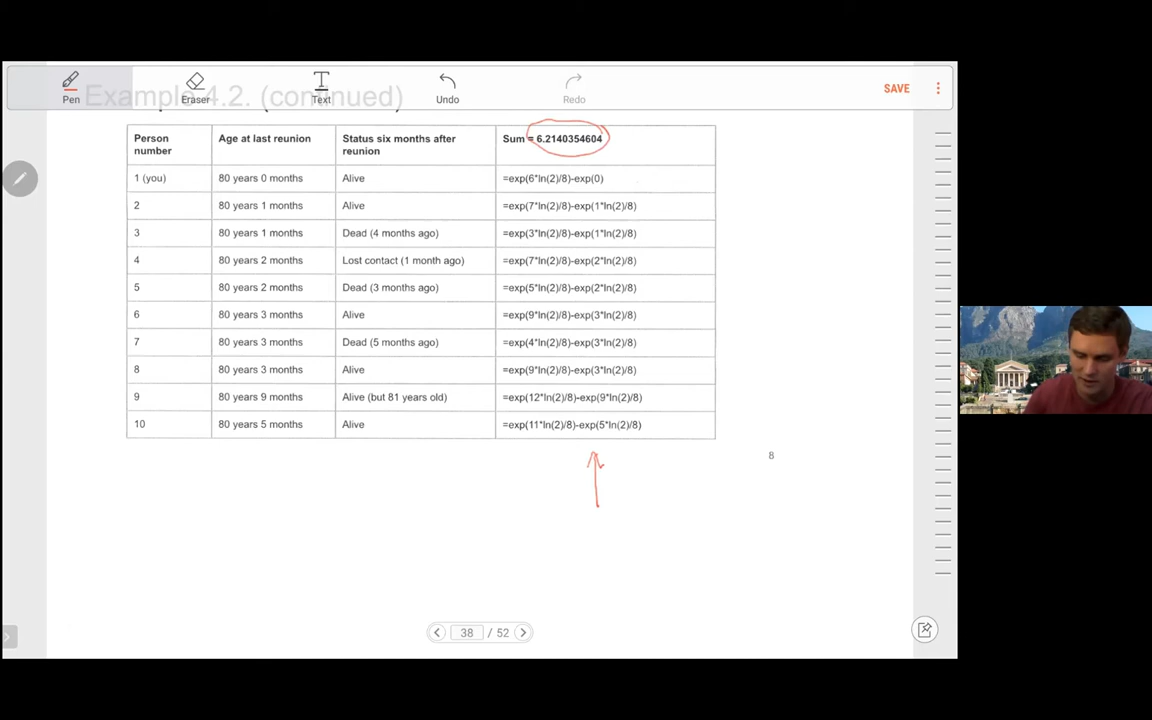 Example 4.2. (continued)
Pen Eraser Text Undo Redo SAVE
Person number Age at last reunion Status six months after reunion Sum = 6.2140354604
1 (you) 80 years 0 months Alive =exp(6*ln(2)/8)-exp(0)
2 80 years 1 months Alive =exp(7*ln(2)/8)-exp(1*ln(2)/8)
3 80 years 1 months Dead (4 months ago) =exp(3*ln(2)/8)-exp(1*ln(2)/8)
4 80 years 2 months Lost contact (1 month ago) =exp(7*ln(2)/8)-exp(2*ln(2)/8)
5 80 years 2 months Dead (3 months ago) =exp(5*ln(2)/8)-exp(2*ln(2)/8)
6 80 years 3 months Alive =exp(9*ln(2)/8)-exp(3*ln(2)/8)
7 80 years 3 months Dead (5 months ago) =exp(4*ln(2)/8)-exp(3*ln(2)/8)
8 80 years 3 months Alive =exp(9*ln(2)/8)-exp(3*ln(2)/8)
9 80 years 9 months Alive (but 81 years old) =exp(12*ln(2)/8)-exp(9*ln(2)/8)
10 80 years 5 months Alive =exp(11*ln(2)/8)-exp(5*ln(2)/8)
8
38 / 52